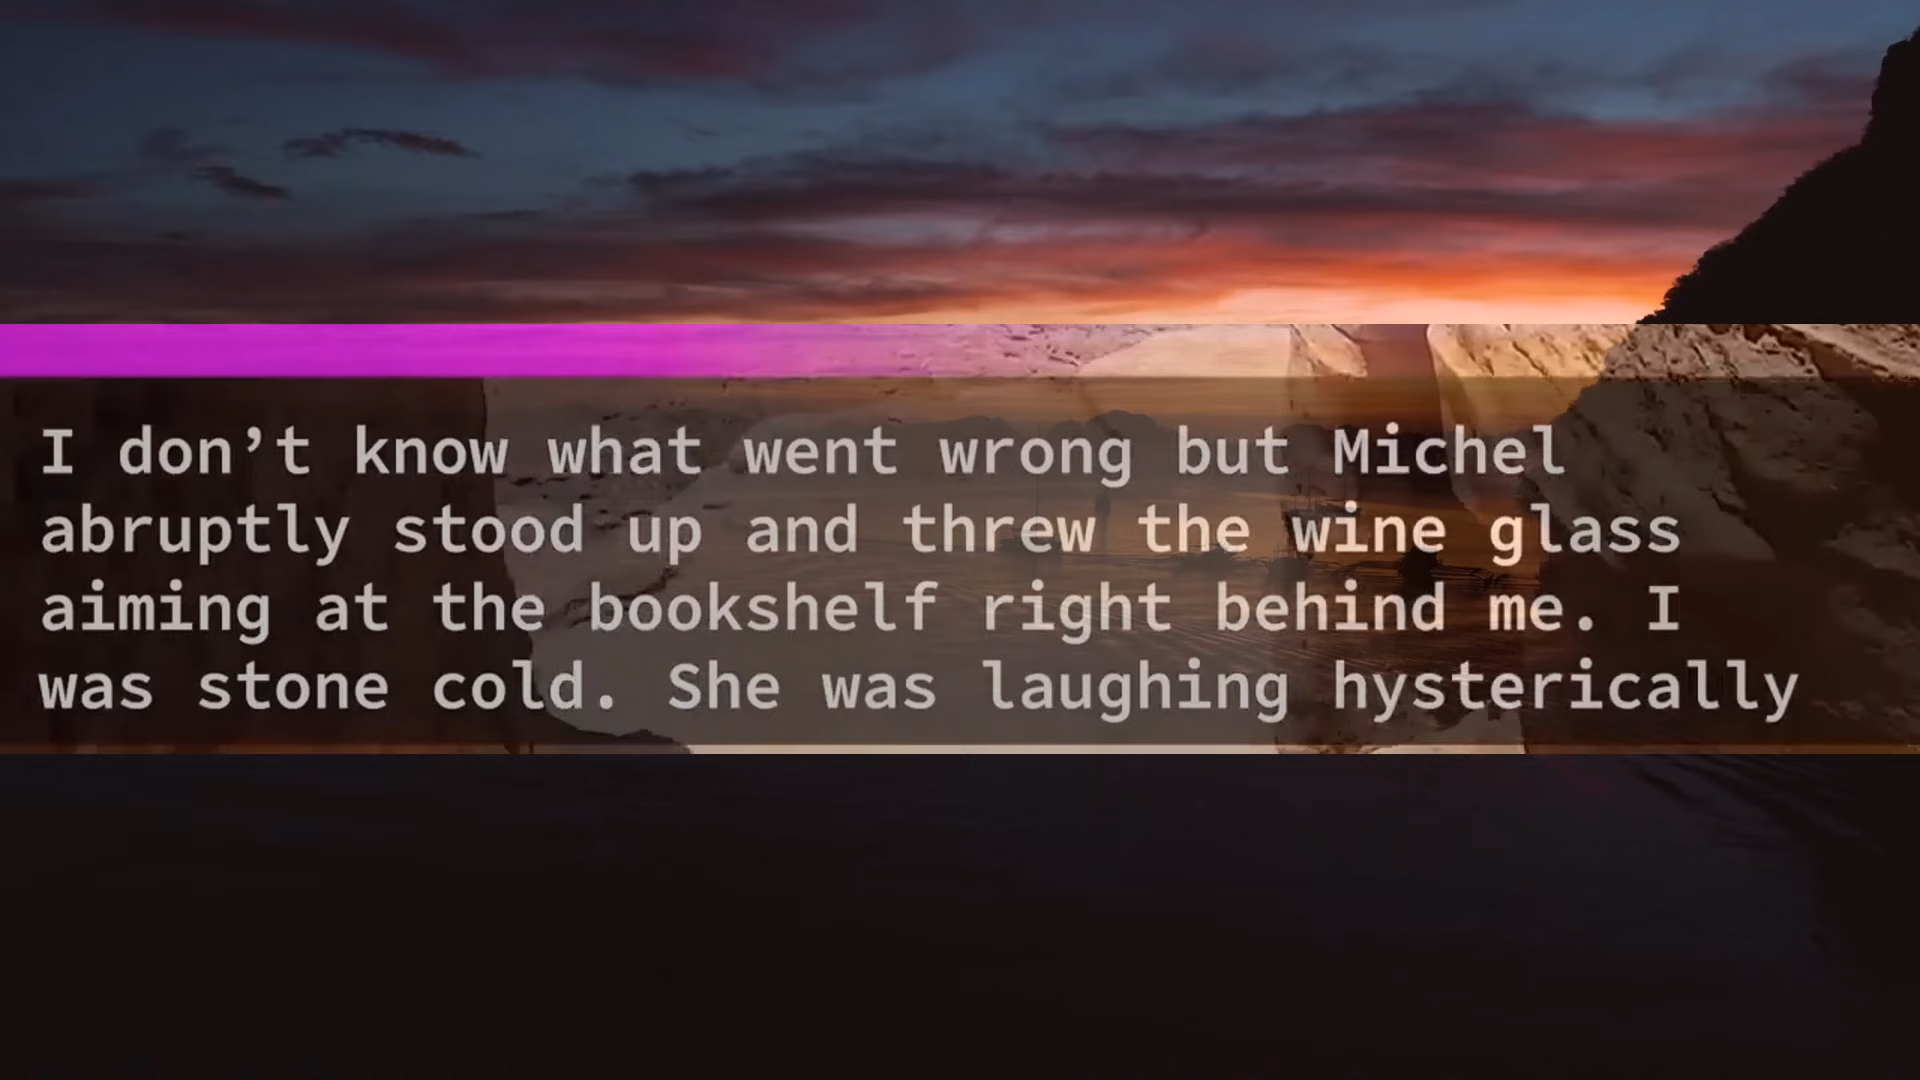 I don’t know what went wrong but Michel
abruptly stood up and threw the wine glass
aiming at the bookshelf right behind me. I
was stone cold. She was laughing hysterically